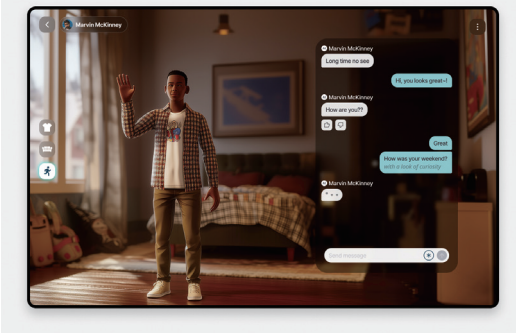 Marvin McKinney
Marvin McKinney
Long time no see
Hi, you looks great=!
Marvin McKinney
How are you??
Great
How was your weekend?
with a look of curiosity
Marvin McKinney
Send message